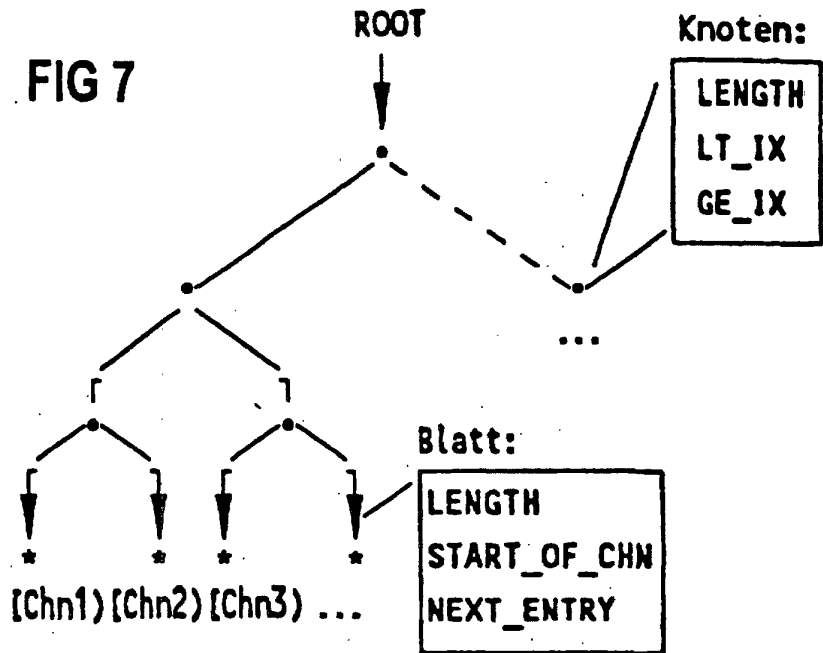 ROOT
FIG 7
Knoten:
LENGTH
LT_IX
GE_IX
...
Blatt:
LENGTH
START_OF_CHN
NEXT_ENTRY
* * * *
[Chn1) [Chn2) [Chn3) ...